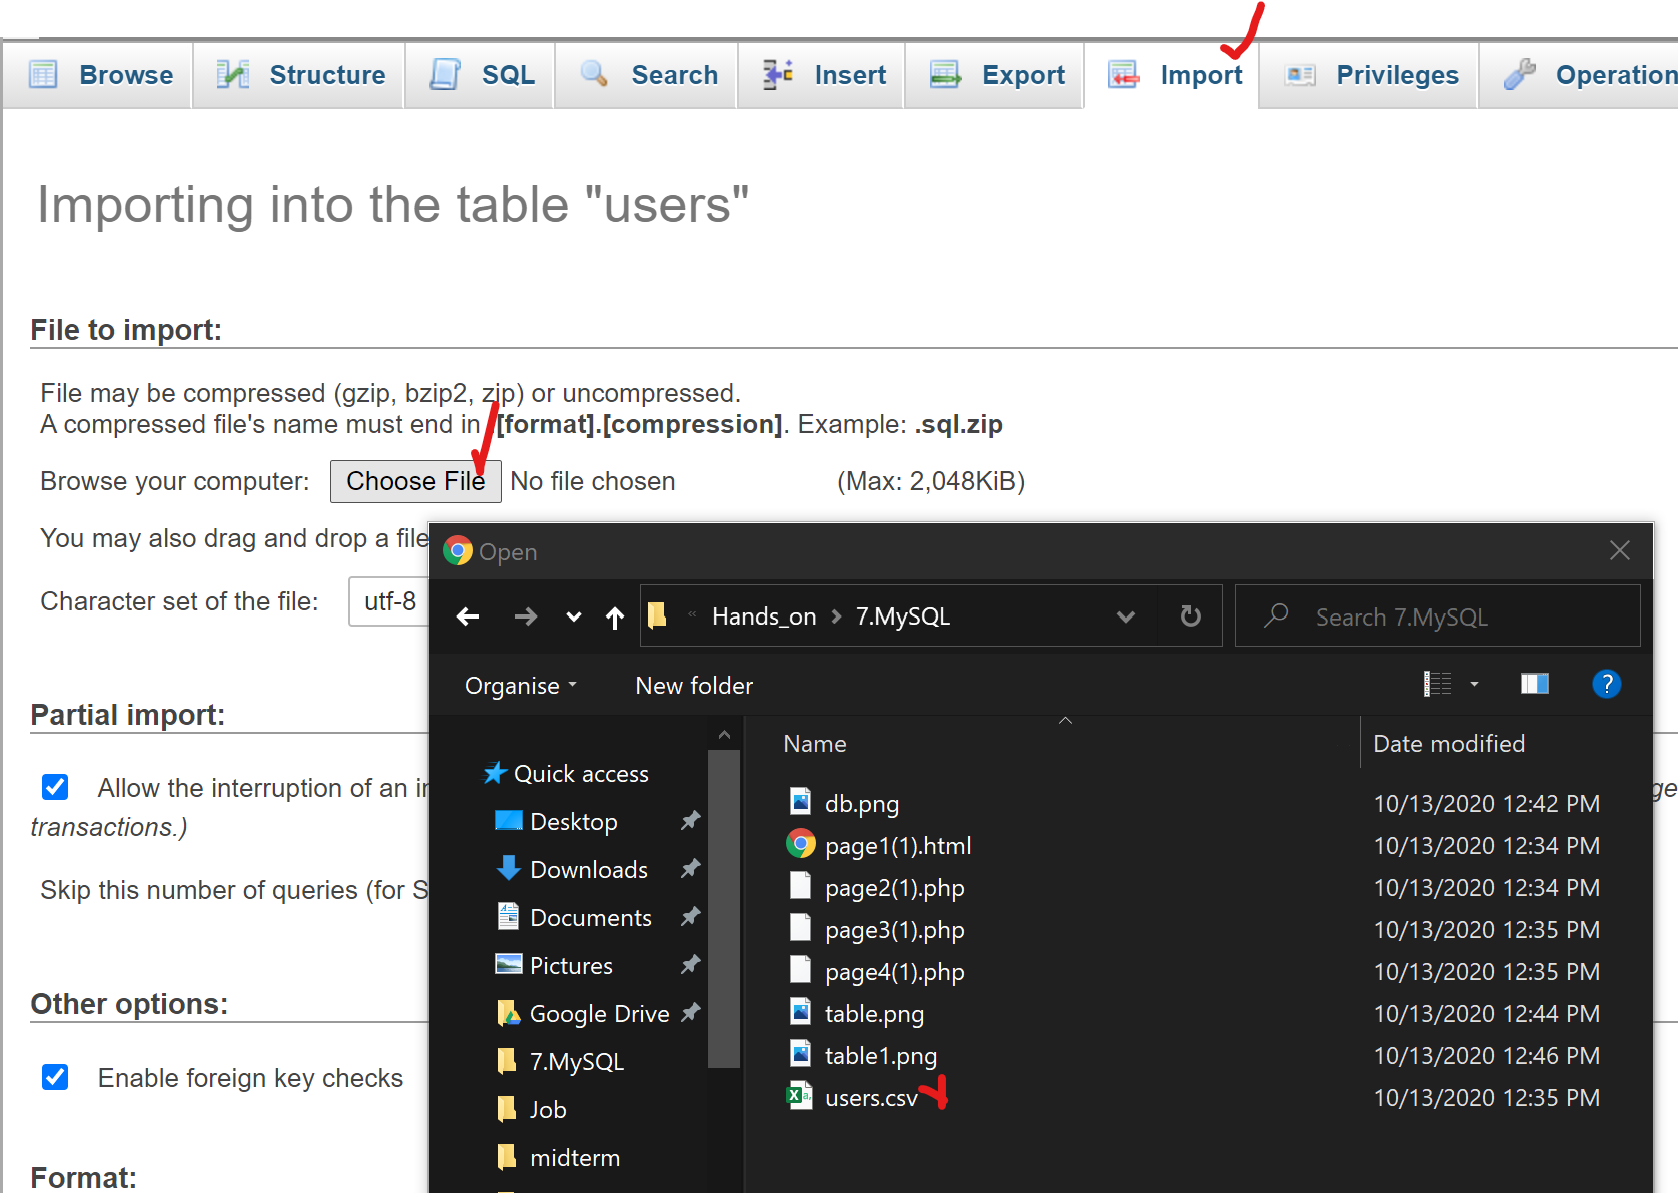 Browse Structure SQL Search Insert Export Import Privileges Operation
Importing into the table "users"
File to import:
File may be compressed (gzip, bzip2, zip) or uncompressed.
A compressed file's name must end in .[format].[compression]. Example: .sql.zip
Browse your computer: Choose File No file chosen (Max: 2,048KiB)
You may also drag and drop a file
Character set of the file: utf-8
Partial import:
Allow the interruption of an in
ge
transactions.)
Skip this number of queries (for S
Other options:
Enable foreign key checks
Format:
Open
« Hands_on > 7.MySQL Search 7.MySQL
Organise New folder ?
Name Date modified
Quick access
Desktop
Downloads
Documents
Pictures
Google Drive
7.MySQL
Job
midterm
db.png 10/13/2020 12:42 PM
page1(1).html 10/13/2020 12:34 PM
page2(1).php 10/13/2020 12:34 PM
page3(1).php 10/13/2020 12:35 PM
page4(1).php 10/13/2020 12:35 PM
table.png 10/13/2020 12:44 PM
table1.png 10/13/2020 12:46 PM
users.csv 10/13/2020 12:35 PM